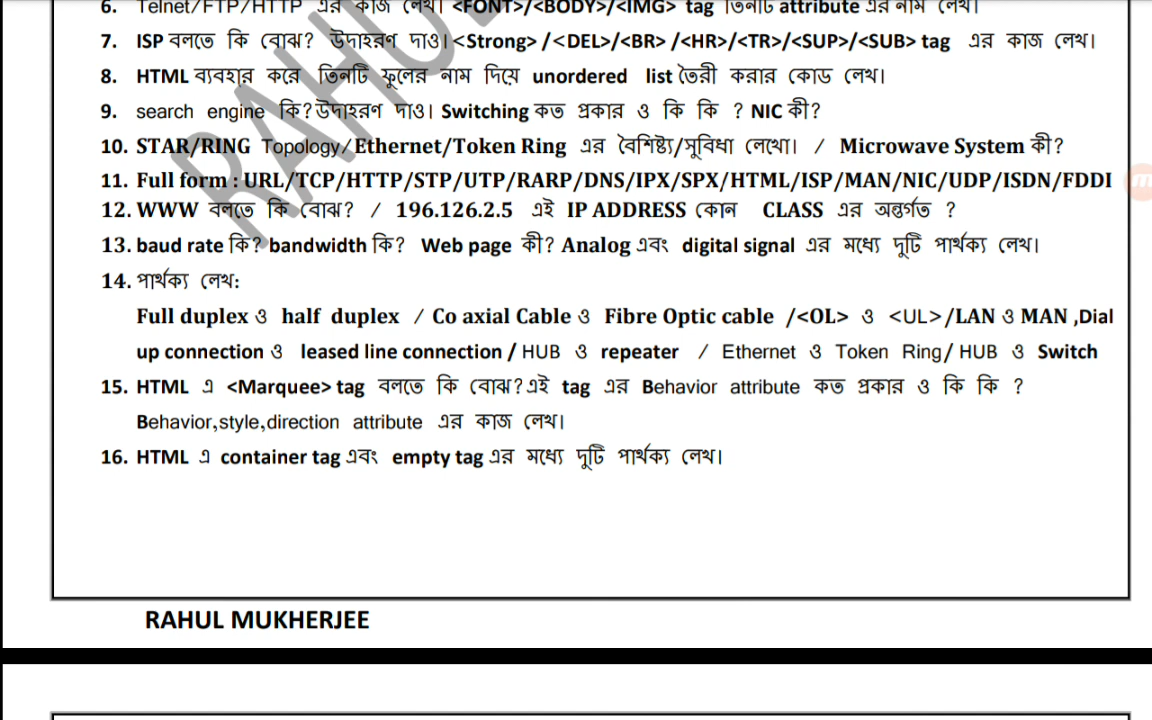 6. Telnet/FTP/HTTP এর কাজ লেখ। <FONT>/<BODY>/<IMG> tag তিনটি attribute এর নাম লেখ।
7. ISP বলতে কি বোঝ? উদাহরণ দাও।<Strong> /<DEL>/<BR> /<HR>/<TR>/<SUP>/<SUB> tag এর কাজ লেখ।
8. HTML ব্যবহার করে তিনটি ফুলের নাম দিয়ে unordered list তৈরী করার কোড লেখ।
9. search engine কি?উদাহরণ দাও। Switching কত প্রকার ও কি কি ? NIC কী?
10. STAR/RING Topology/Ethernet/Token Ring এর বৈশিষ্ট্য/সুবিধা লেখো। / Microwave System কী?
11. Full form : URL/TCP/HTTP/STP/UTP/RARP/DNS/IPX/SPX/HTML/ISP/MAN/NIC/UDP/ISDN/FDDI
12. WWW বলতে কি বোঝ? / 196.126.2.5 এই IP ADDRESS কোন CLASS এর অন্তর্গত ?
13. baud rate কি? bandwidth কি? Web page কী? Analog এবং digital signal এর মধ্যে দুটি পার্থক্য লেখ।
14. পার্থক্য লেখ:
Full duplex ও half duplex / Co axial Cable ও Fibre Optic cable /<OL> ও <UL>/LAN ও MAN ,Dial
up connection ও leased line connection / HUB ও repeater / Ethernet ও Token Ring/ HUB ও Switch
15. HTML এ <Marquee> tag বলতে কি বোঝ?এই tag এর Behavior attribute কত প্রকার ও কি কি ?
Behavior,style,direction attribute এর কাজ লেখ।
16. HTML এ container tag এবং empty tag এর মধ্যে দুটি পার্থক্য লেখ।
RAHUL MUKHERJEE